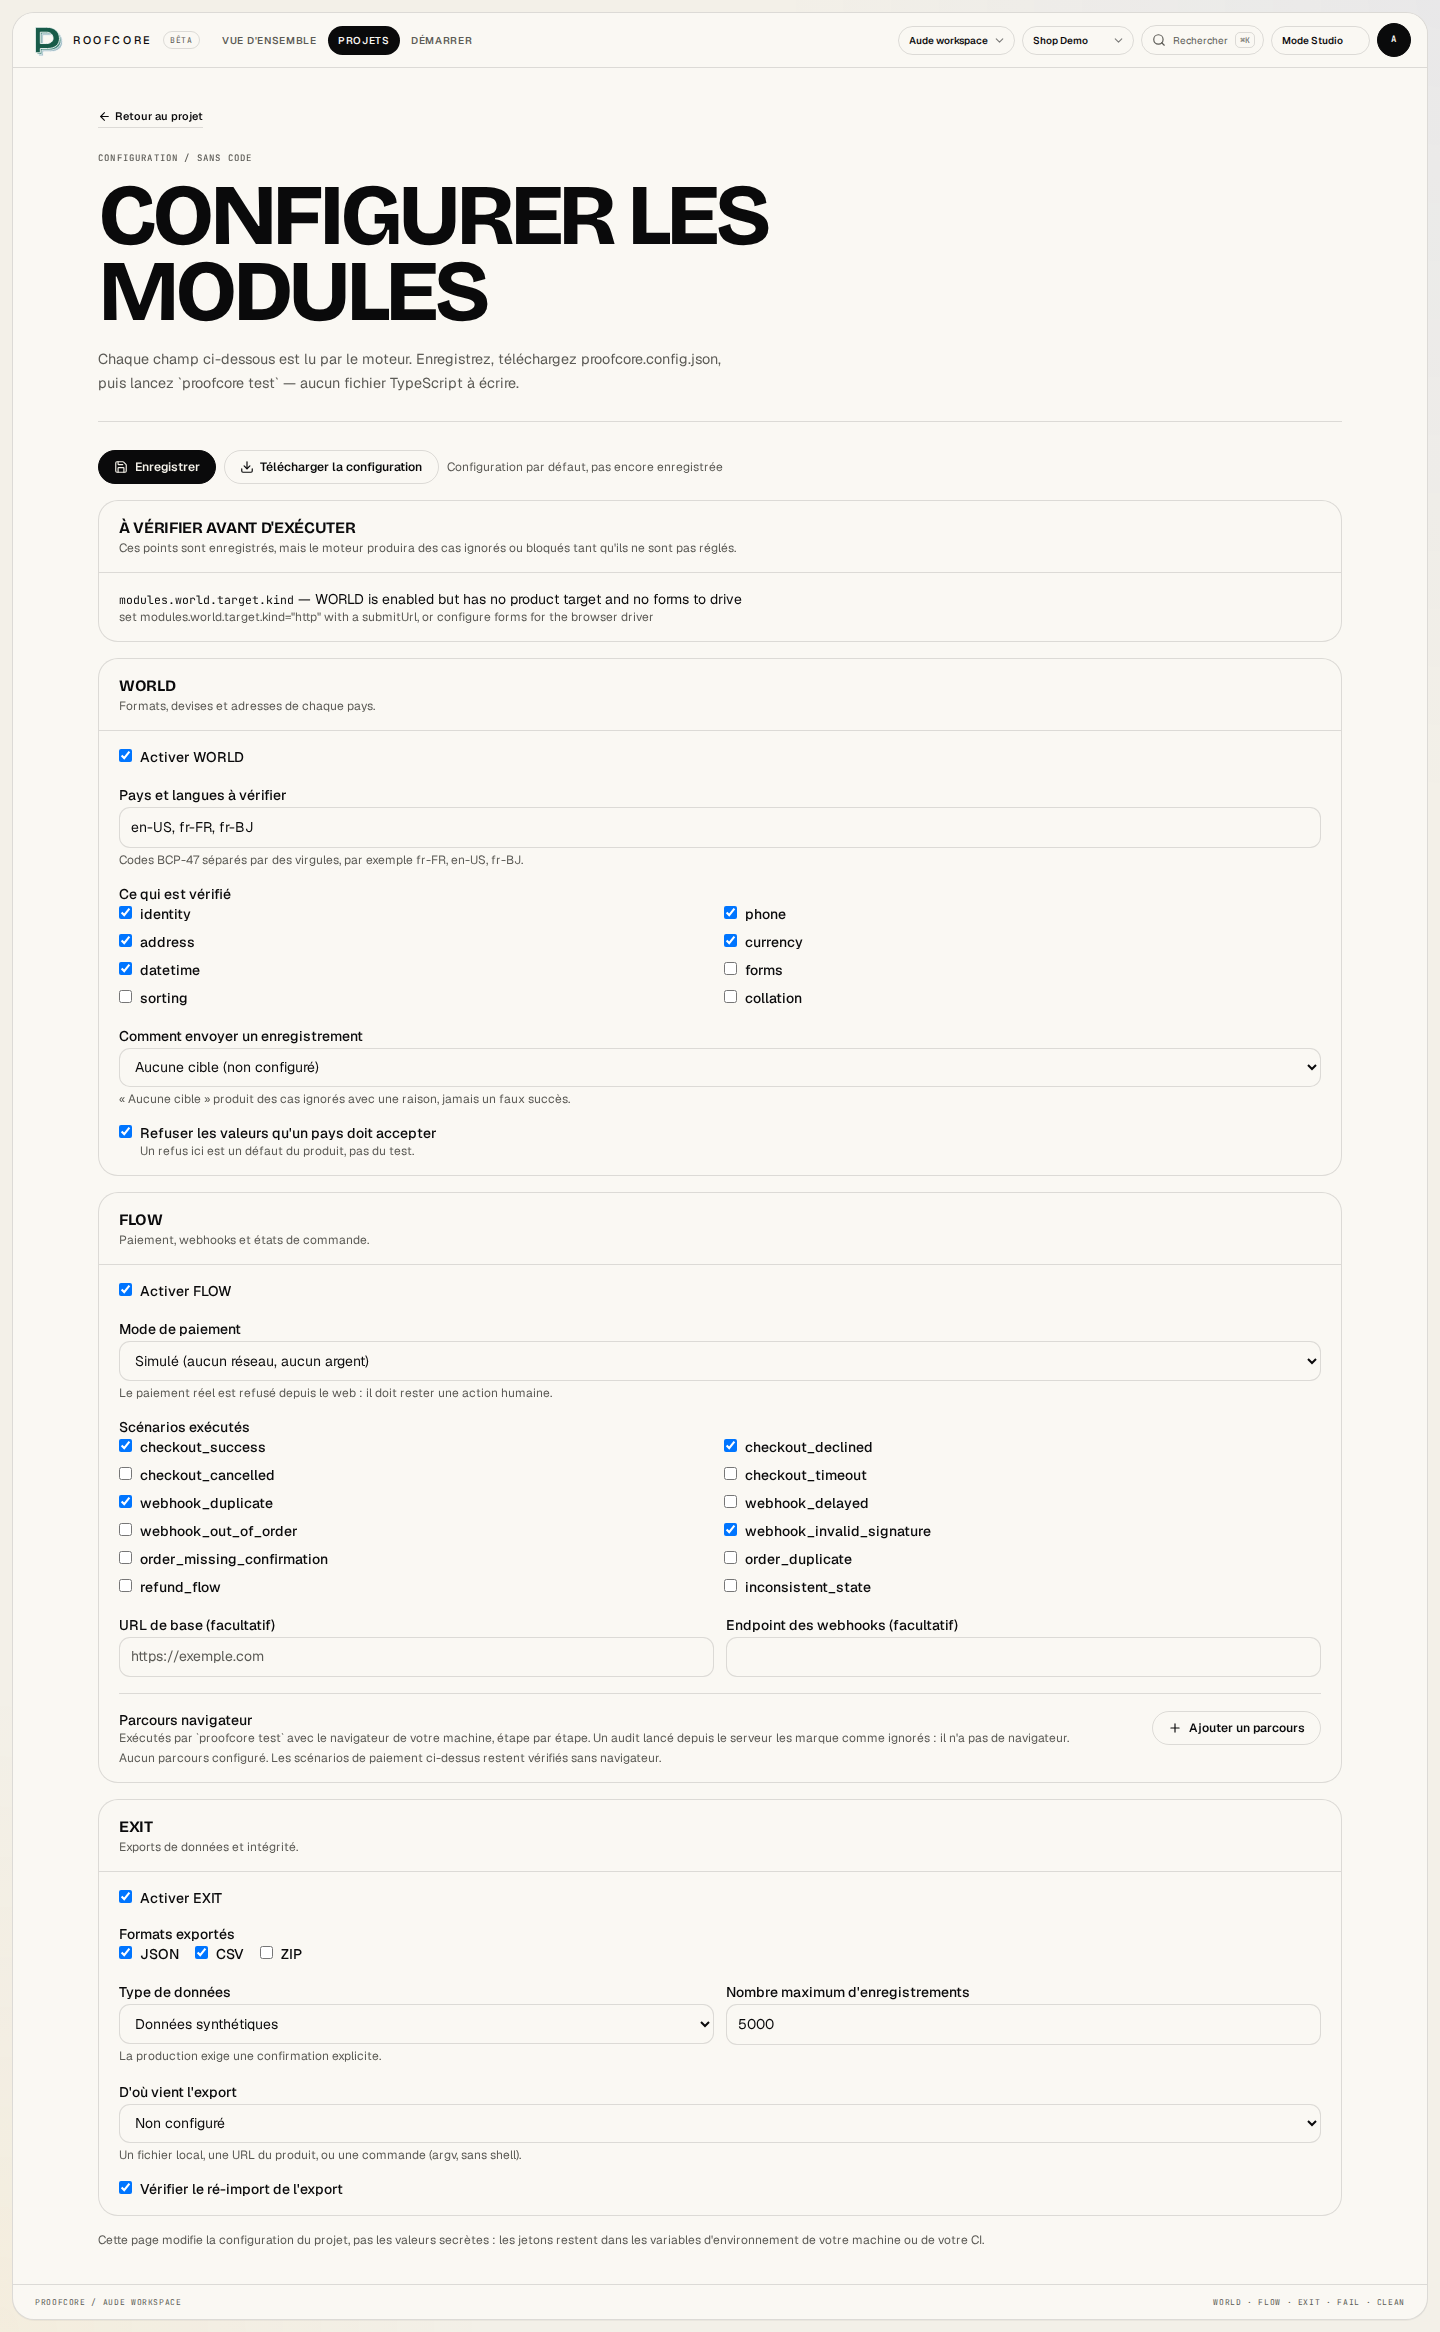 ROOFCORE BÊTA VUE D'ENSEMBLE PROJETS DÉMARRER Aude workspace Shop Demo Rechercher ⌘K Mode Studio A
← Retour au projet
CONFIGURATION / SANS CODE
CONFIGURER LES
MODULES
Chaque champ ci-dessous est lu par le moteur. Enregistrez, téléchargez proofcore.config.json,
puis lancez `proofcore test` — aucun fichier TypeScript à écrire.
Enregistrer Télécharger la configuration Configuration par défaut, pas encore enregistrée
À VÉRIFIER AVANT D'EXÉCUTER
Ces points sont enregistrés, mais le moteur produira des cas ignorés ou bloqués tant qu'ils ne sont pas réglés.
modules.world.target.kind — WORLD is enabled but has no product target and no forms to drive
set modules.world.target.kind="http" with a submitUrl, or configure forms for the browser driver
WORLD
Formats, devises et adresses de chaque pays.
Activer WORLD
Pays et langues à vérifier
en-US, fr-FR, fr-BJ
Codes BCP-47 séparés par des virgules, par exemple fr-FR, en-US, fr-BJ.
Ce qui est vérifié
identity phone
address currency
datetime forms
sorting collation
Comment envoyer un enregistrement
Aucune cible (non configuré)
« Aucune cible » produit des cas ignorés avec une raison, jamais un faux succès.
Refuser les valeurs qu'un pays doit accepter
Un refus ici est un défaut du produit, pas du test.
FLOW
Paiement, webhooks et états de commande.
Activer FLOW
Mode de paiement
Simulé (aucun réseau, aucun argent)
Le paiement réel est refusé depuis le web : il doit rester une action humaine.
Scénarios exécutés
checkout_success checkout_declined
checkout_cancelled checkout_timeout
webhook_duplicate webhook_delayed
webhook_out_of_order webhook_invalid_signature
order_missing_confirmation order_duplicate
refund_flow inconsistent_state
URL de base (facultatif) Endpoint des webhooks (facultatif)
https://exemple.com
Parcours navigateur
Exécutés par `proofcore test` avec le navigateur de votre machine, étape par étape. Un audit lancé depuis le serveur les marque comme ignorés : il n'a pas de navigateur.
Aucun parcours configuré. Les scénarios de paiement ci-dessus restent vérifiés sans navigateur.
Ajouter un parcours
EXIT
Exports de données et intégrité.
Activer EXIT
Formats exportés
JSON CSV ZIP
Type de données Nombre maximum d'enregistrements
Données synthétiques 5000
La production exige une confirmation explicite.
D'où vient l'export
Non configuré
Un fichier local, une URL du produit, ou une commande (argv, sans shell).
Vérifier le ré-import de l'export
Cette page modifie la configuration du projet, pas les valeurs secrètes : les jetons restent dans les variables d'environnement de votre machine ou de votre CI.
PROOFCORE / AUDE WORKSPACE WORLD · FLOW · EXIT · FAIL · CLEAN